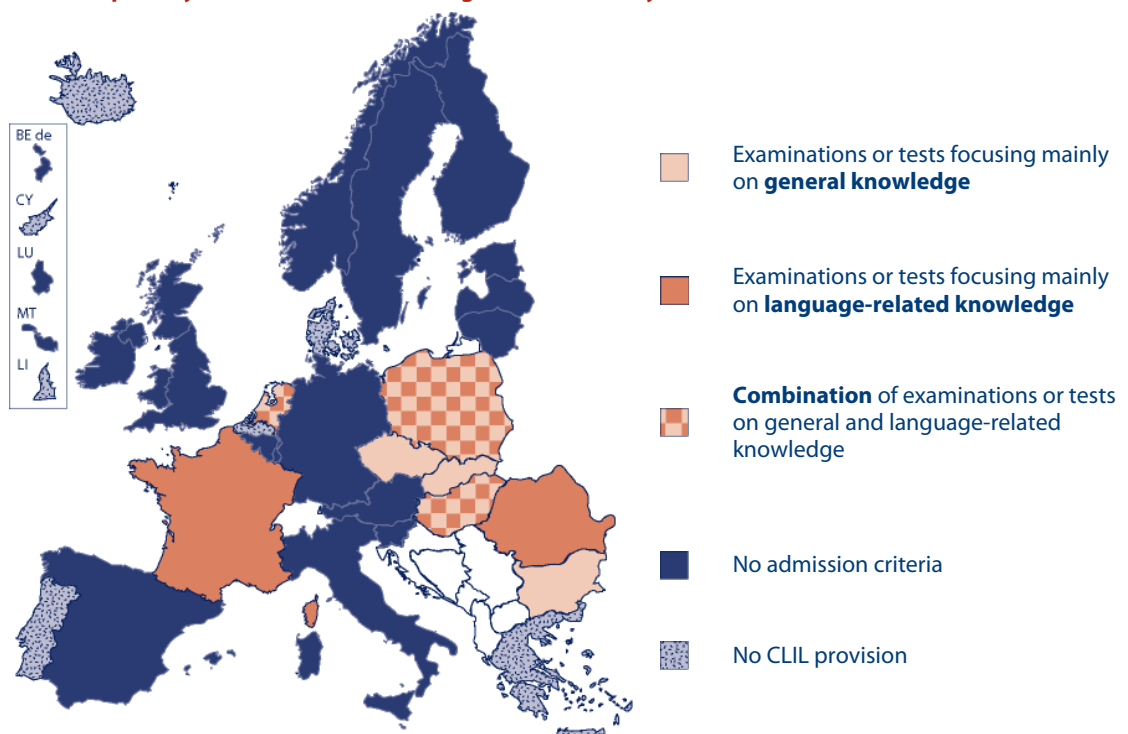 BE de
CY
LU
MT
LI
Examinations or tests focusing mainly
on general knowledge
Examinations or tests focusing mainly
on language-related knowledge
Combination of examinations or tests
on general and language-related
knowledge
No admission criteria
No CLIL provision